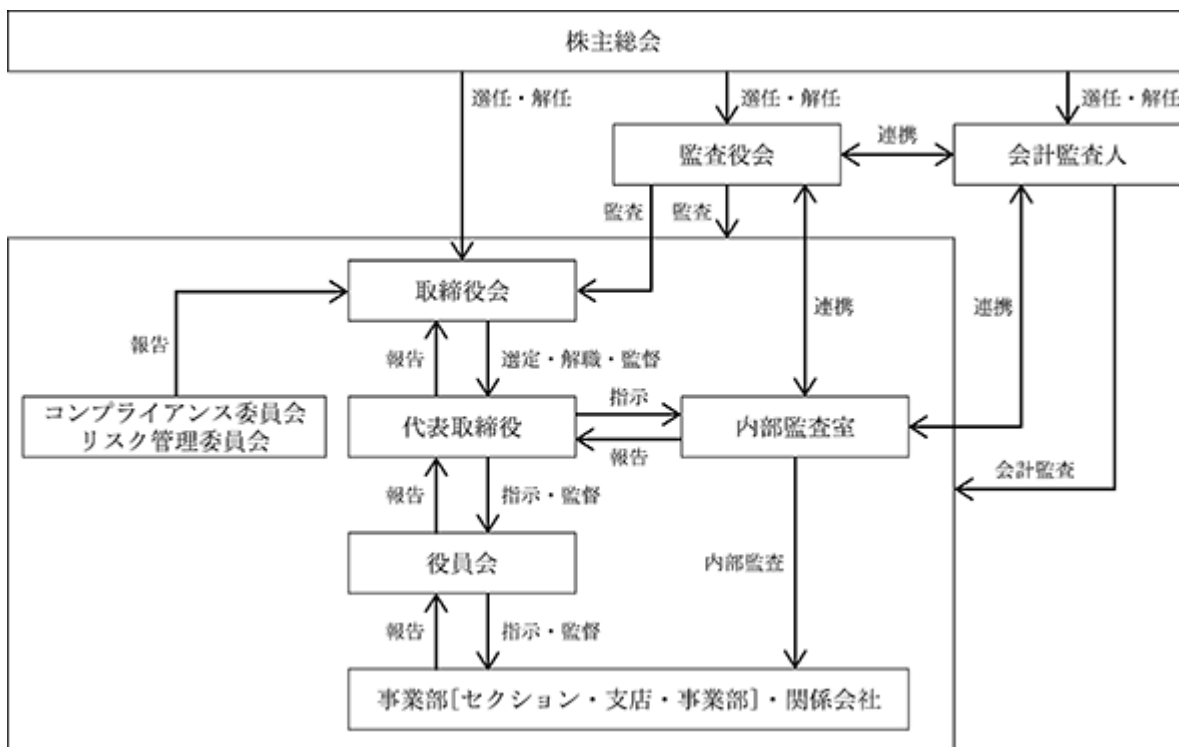 株主総会
選任・解任
選任・解任
選任・解任
監査役会
連携
会計監査人
監査
監査
取締役会
連携
連携
報告
報告
選定・解職・監督
コンプライアンス委員会
リスク管理委員会
代表取締役
指示
報告
内部監査室
会計監査
報告
指示・監督
役員会
内部監査
報告
指示・監督
事業部[セクション・支店・事業部]・関係会社